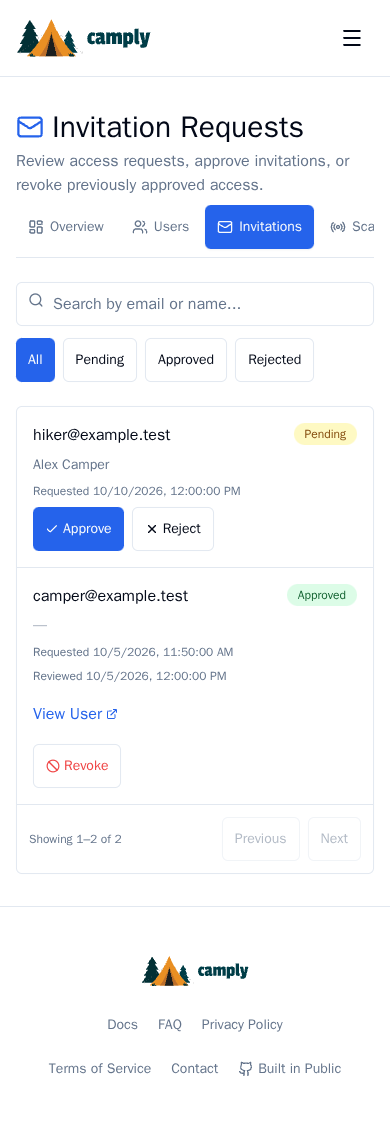 camply
Invitation Requests
Review access requests, approve invitations, or
revoke previously approved access.
Overview Users Invitations Sca
Search by email or name...
All Pending Approved Rejected
hiker@example.test Pending
Alex Camper
Requested 10/10/2026, 12:00:00 PM
Approve Reject
camper@example.test Approved
—
Requested 10/5/2026, 11:50:00 AM
Reviewed 10/5/2026, 12:00:00 PM
View User
Revoke
Showing 1–2 of 2 Previous Next
camply
Docs FAQ Privacy Policy
Terms of Service Contact Built in Public